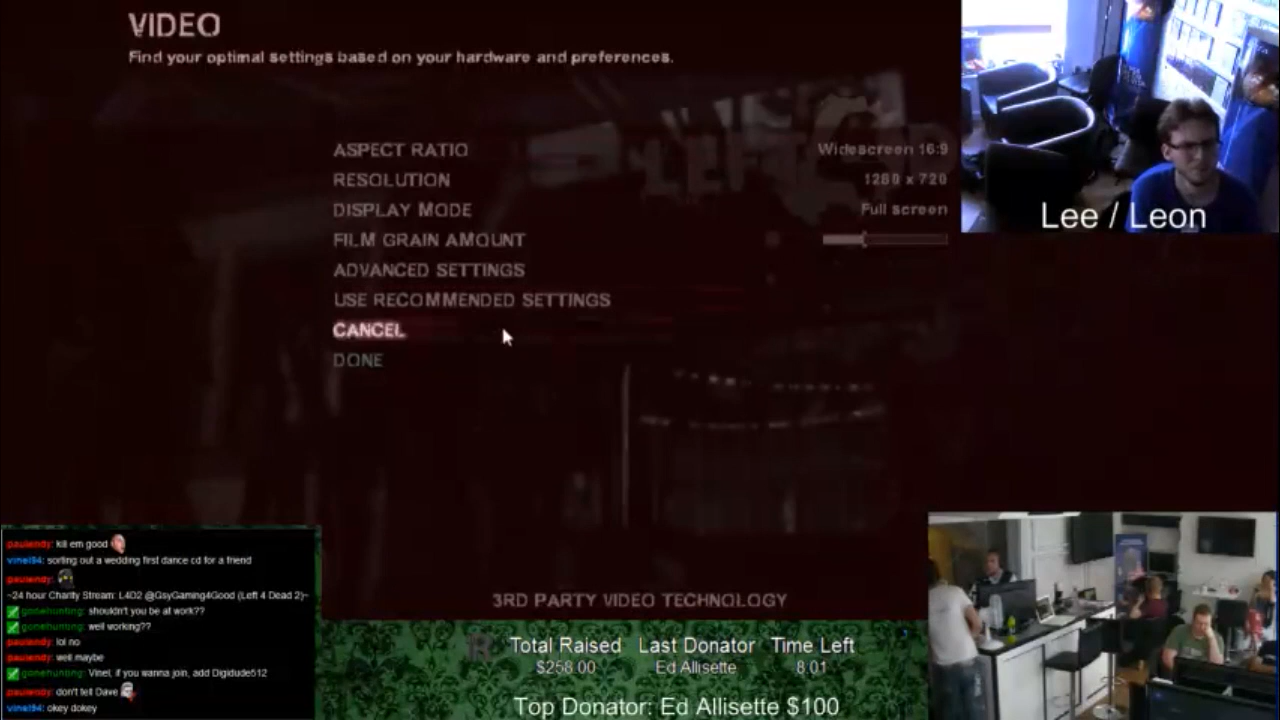 VIDEO
Find your optimal settings based on your hardware and preferences.
ASPECT RATIO Widescreen 16:9
RESOLUTION 1280 x 720
DISPLAY MODE Full screen
FILM GRAIN AMOUNT
ADVANCED SETTINGS
USE RECOMMENDED SETTINGS
CANCEL
DONE
3RD PARTY VIDEO TECHNOLOGY
LEFT
Lee / Leon
paulendy: kill em good
vinel94: sorting out a wedding first dance cd for a friend
paulendy:
~24 hour Charity Stream: L4D2 @GsyGaming4Good (Left 4 Dead 2)~
gonehunting: shouldn't you be at work??
gonehunting: well working??
paulendy: lol no
paulendy: well maybe
gonehunting: Vinel, if you wanna join, add Digidude512
paulendy: don't tell Dave
vinel94: okey dokey
Total Raised Last Donator Time Left
$258.00 Ed Allisette 8:01
Top Donator: Ed Allisette $100